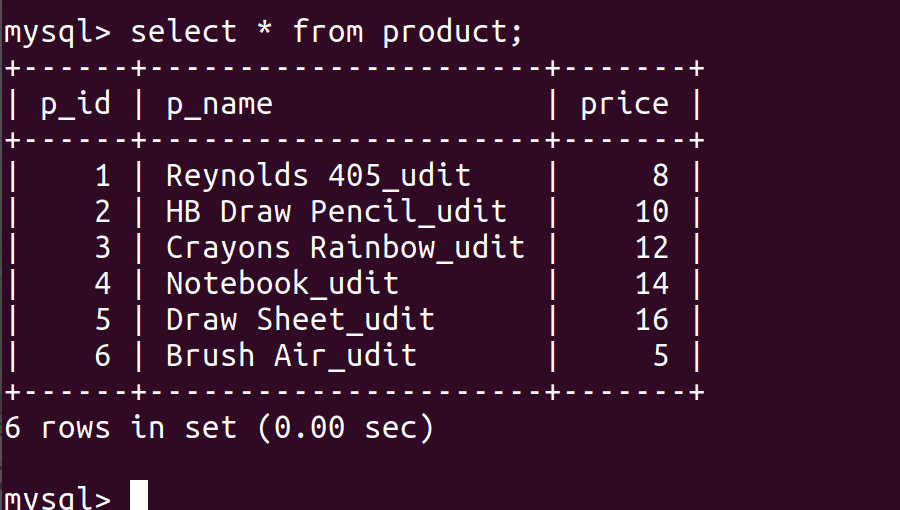 mysql> select * from product;
+------+----------------------+-------+
| p_id | p_name               | price |
+------+----------------------+-------+
|    1 | Reynolds 405_udit    |     8 |
|    2 | HB Draw Pencil_udit  |    10 |
|    3 | Crayons Rainbow_udit |    12 |
|    4 | Notebook_udit        |    14 |
|    5 | Draw Sheet_udit      |    16 |
|    6 | Brush Air_udit       |     5 |
+------+----------------------+-------+
6 rows in set (0.00 sec)
mysql>